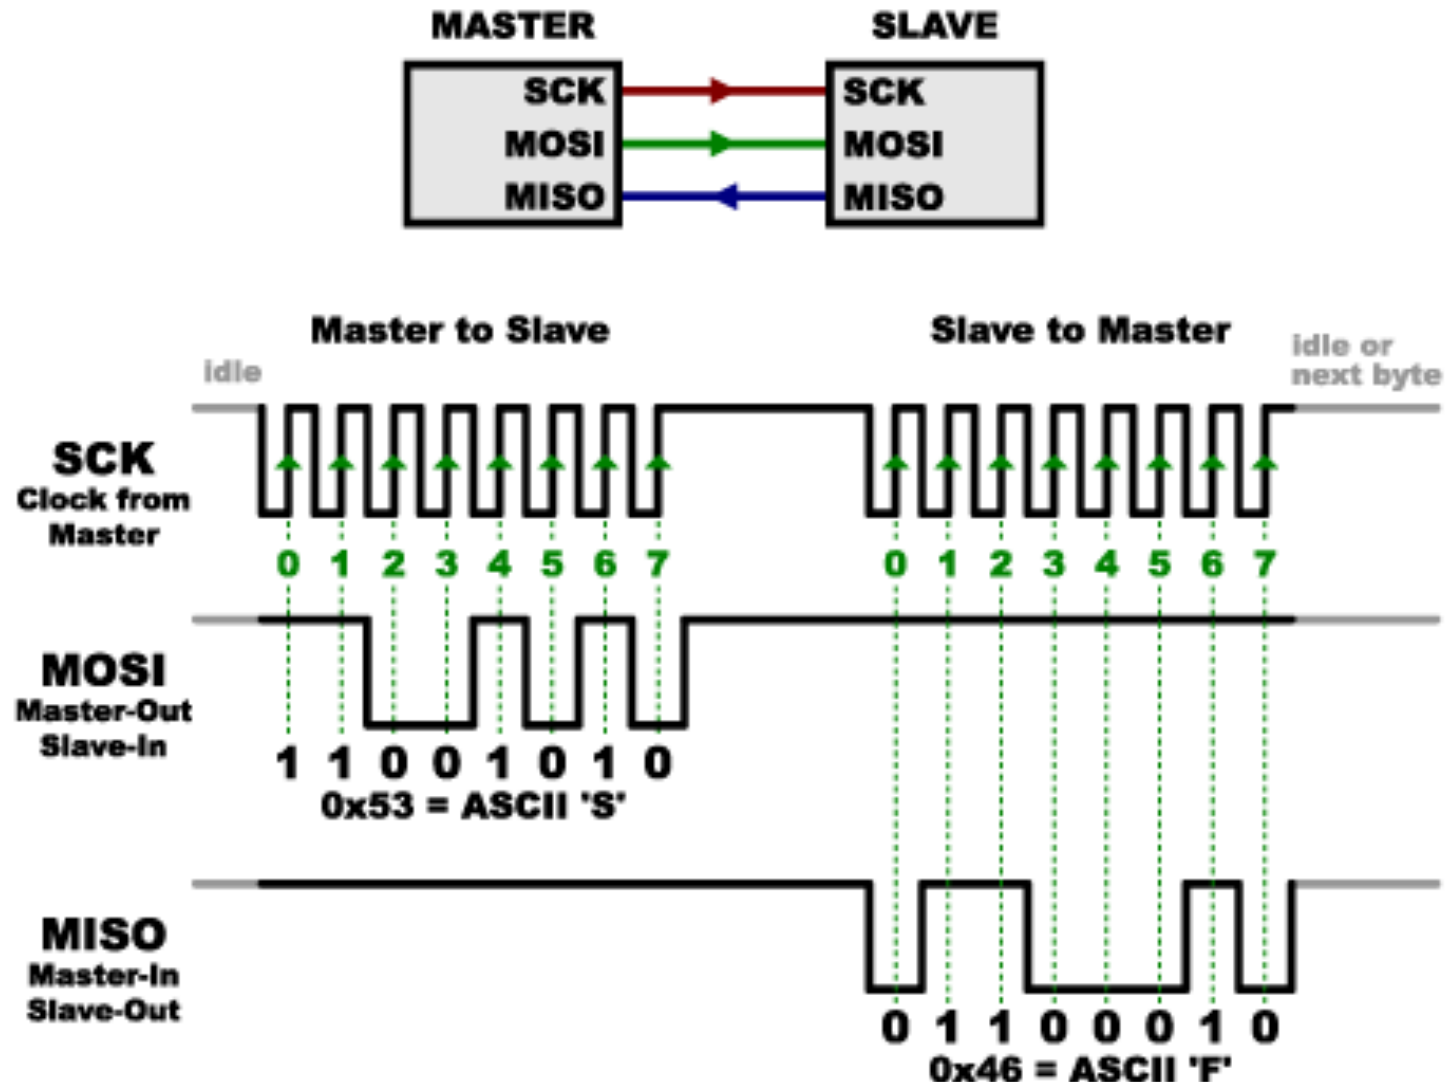 MASTER SLAVE
SCK SCK
MOSI MOSI
MISO MISO
Master to Slave Slave to Master
idle idle or
next byte
SCK
Clock from
Master
0 1 2 3 4 5 6 7 0 1 2 3 4 5 6 7
MOSI
Master-Out
Slave-In
1 1 0 0 1 0 1 0
0x53 = ASCII 'S'
MISO
Master-In
Slave-Out
0 1 1 0 0 0 1 0
0x46 = ASCII 'F'